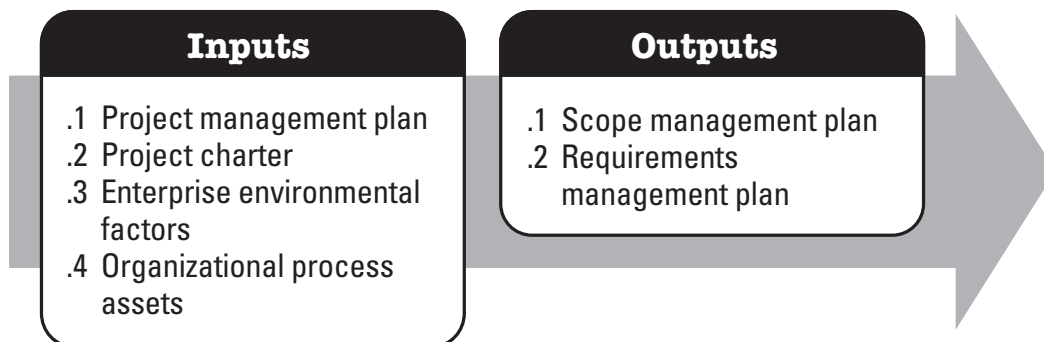 Inputs
.1 Project management plan
.2 Project charter
.3 Enterprise environmental
factors
.4 Organizational process
assets
Outputs
.1 Scope management plan
.2 Requirements
management plan